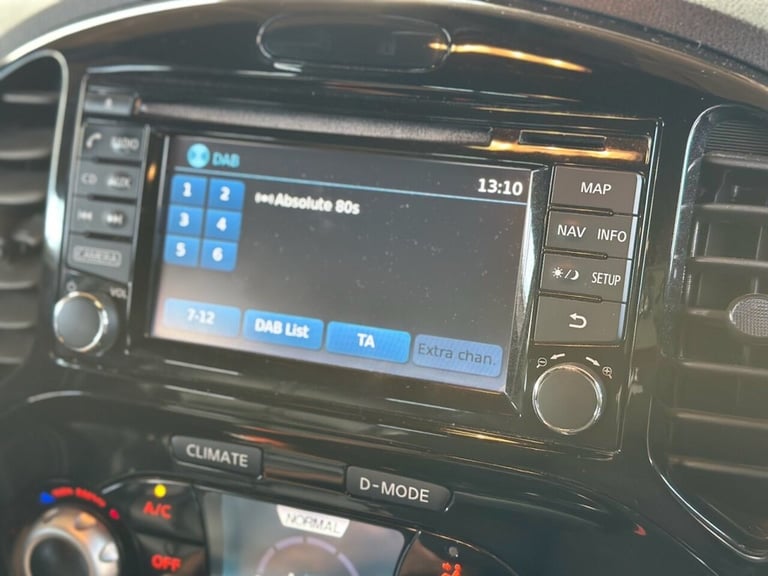 DAB
13:10
1 2
3 4
5 6
Absolute 80s
7-12
DAB List
TA
Extra chan.
CD AUX
CAMERA
VOL
MAP
NAV INFO
SETUP
CLIMATE
D-MODE
A/C
OFF
NORMAL